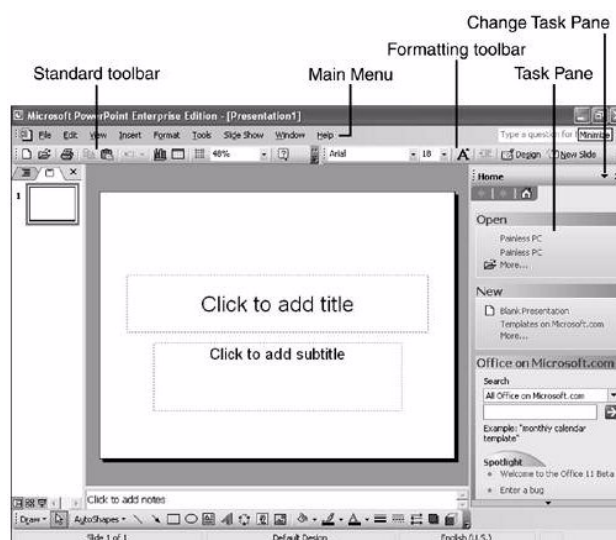 Change Task Pane
Formatting toolbar
Standard toolbar
Main Menu
Task Pane
Microsoft PowerPoint Enterprise Edition - [Presentation1]
File Edit View Insert Format Tools Slide Show Window Help
Type a question for Minimize
48%
Arial
18
Design
New Slide
1
Home
Open
Painless PC
Painless PC
More...
New
Blank Presentation
Templates on Microsoft.com
More...
Click to add title
Click to add subtitle
Office on Microsoft.com
Search
All Office on Microsoft.com
Example: "monthly calendar
template"
Spotlight
Welcome to the Office 11 Beta
Enter a bug
Click to add notes
Draw AutoShapes
Slide 1 of 1
Default Design
English (U.S.)